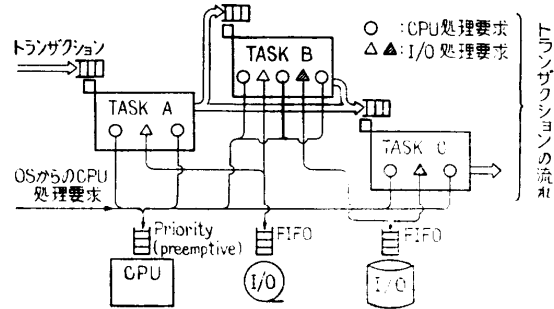 トランザクション
TASK A
TASK B
○ :CPU処理要求
△ ▲:I/O処理要求
TASK C
トランザクションの流れ
OSからのCPU
処理要求
Priority
(preemptive)
FIFO
FIFO
CPU
I/O
I/O